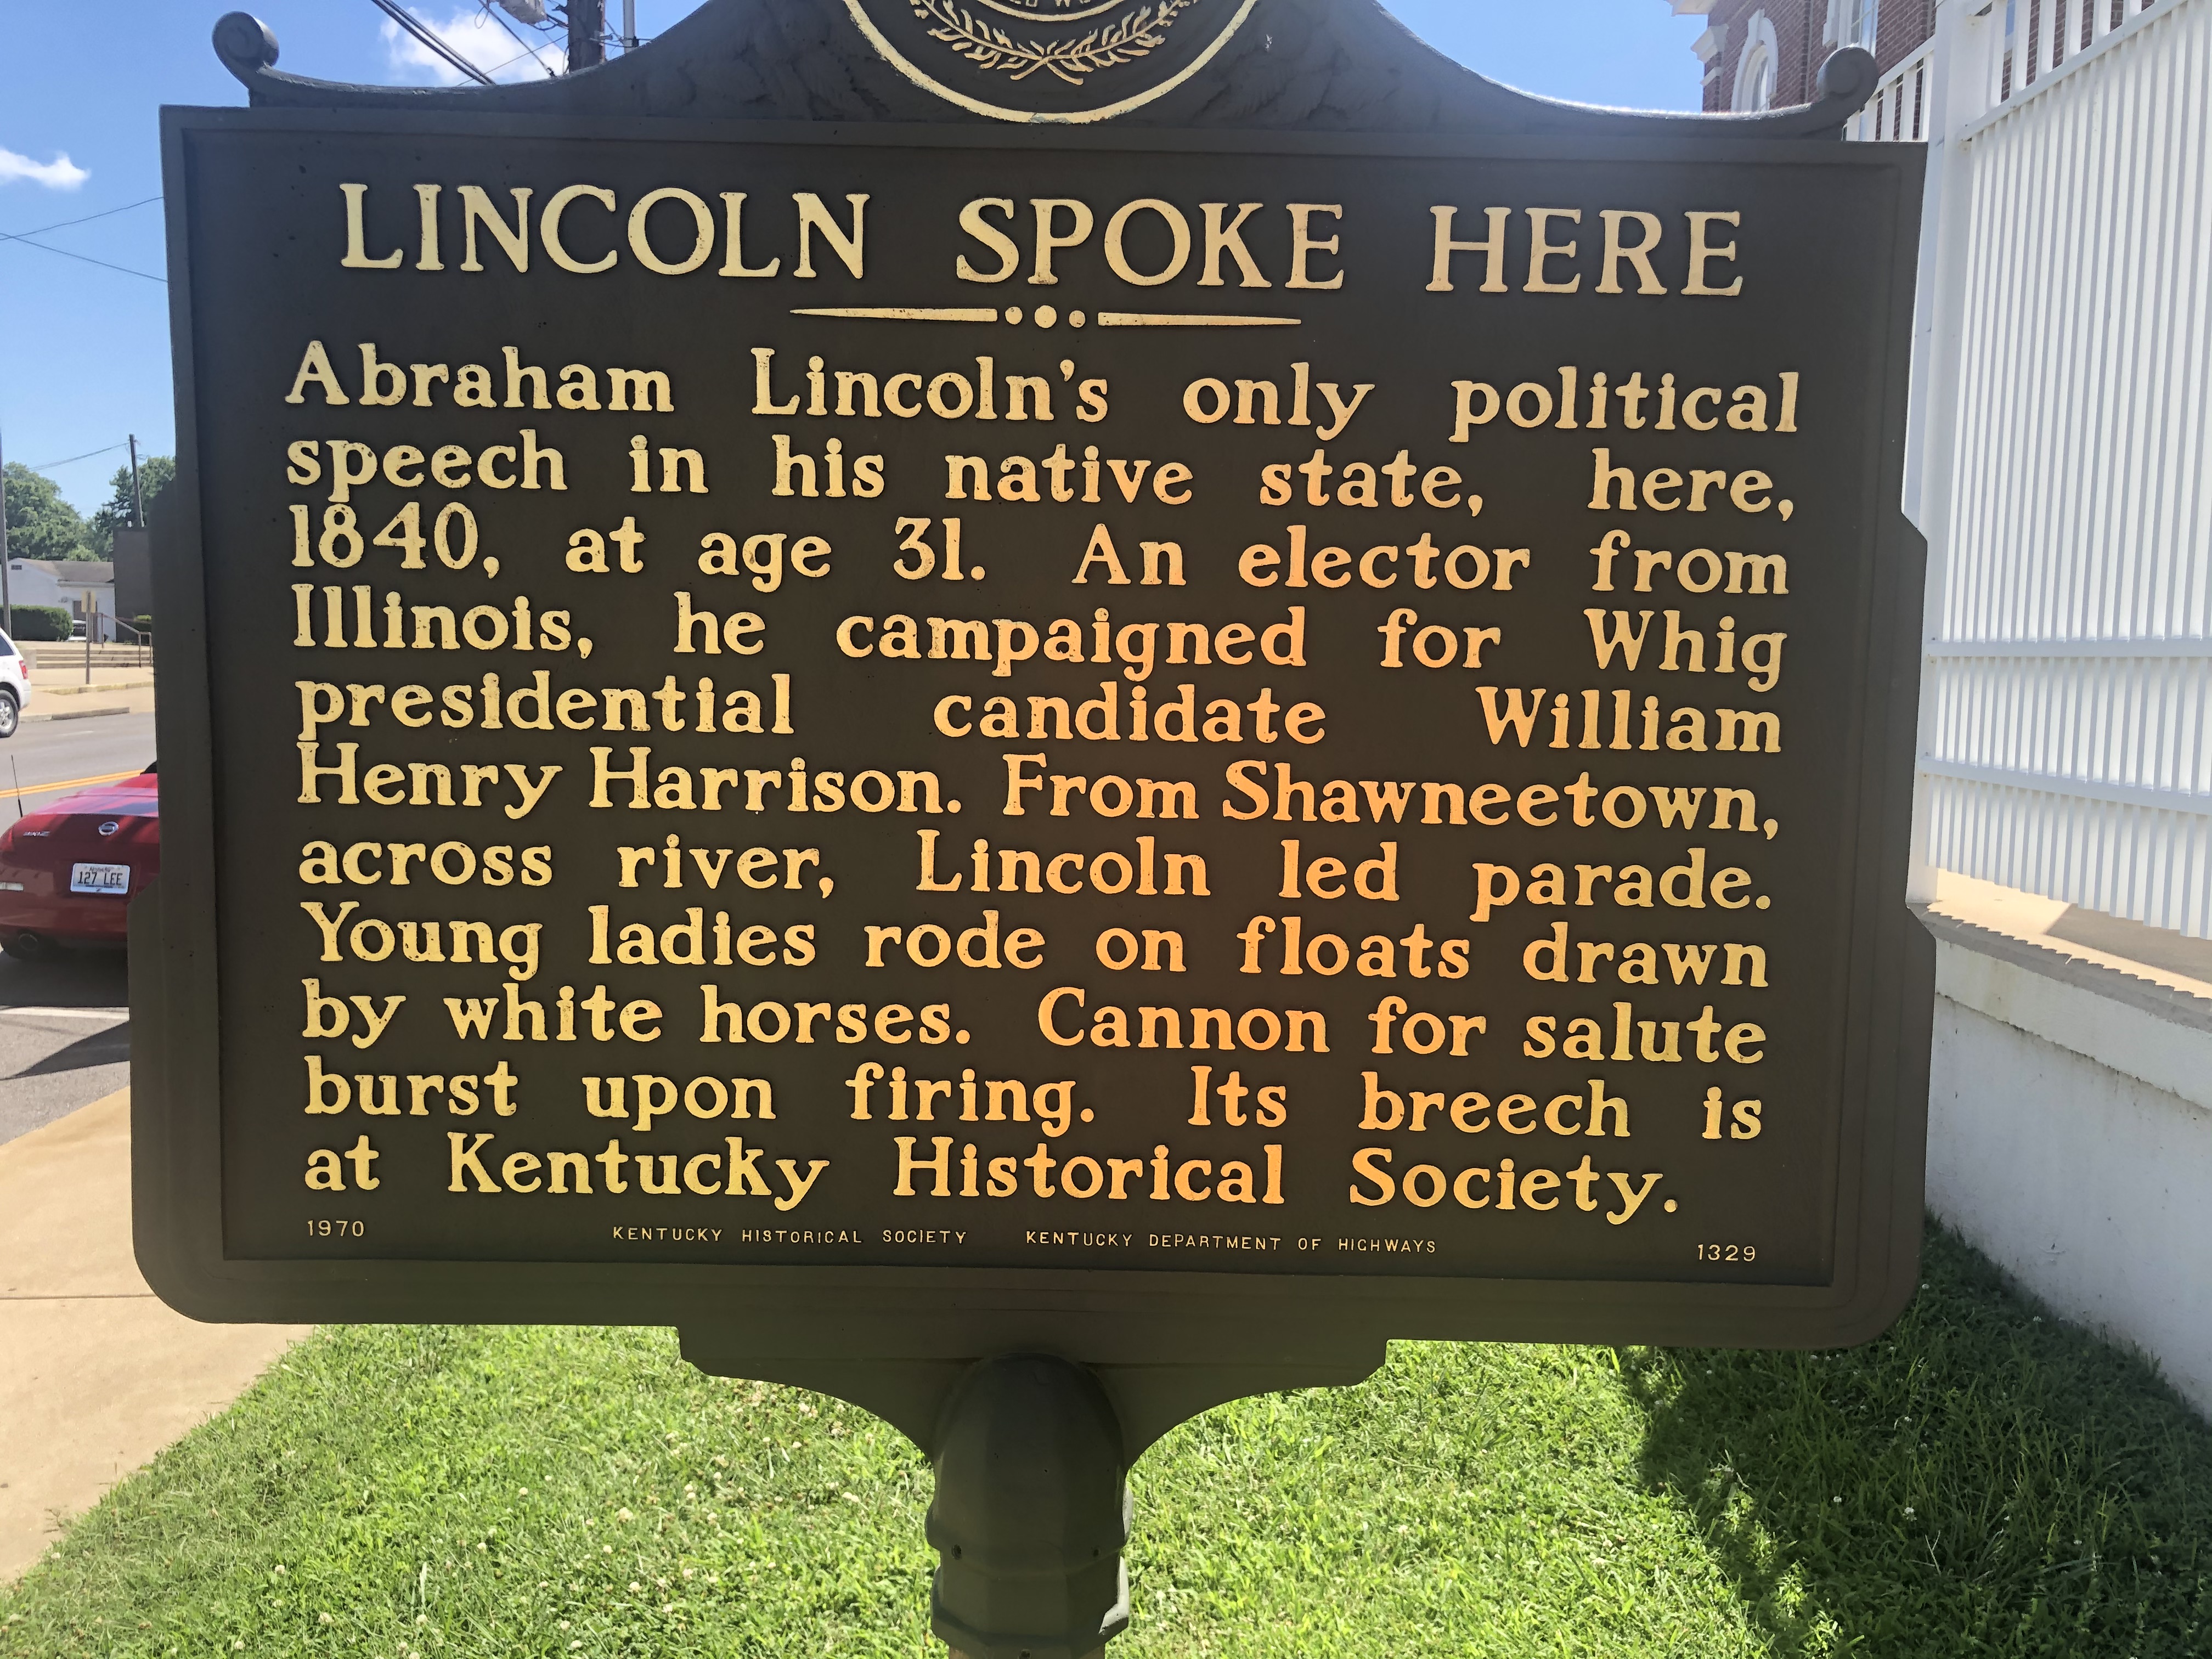 LINCOLN SPOKE HERE
Abraham Lincoln's only political
speech in his native state, here,
1840, at age 31. An elector from
Illinois, he campaigned for Whig
presidential candidate William
Henry Harrison. From Shawneetown,
across river, Lincoln led parade.
Young ladies rode on floats drawn
by white horses. Cannon for salute
burst upon firing. Its breech is
at Kentucky Historical Society.
1970 KENTUCKY HISTORICAL SOCIETY KENTUCKY DEPARTMENT OF HIGHWAYS 1329
127 LEE